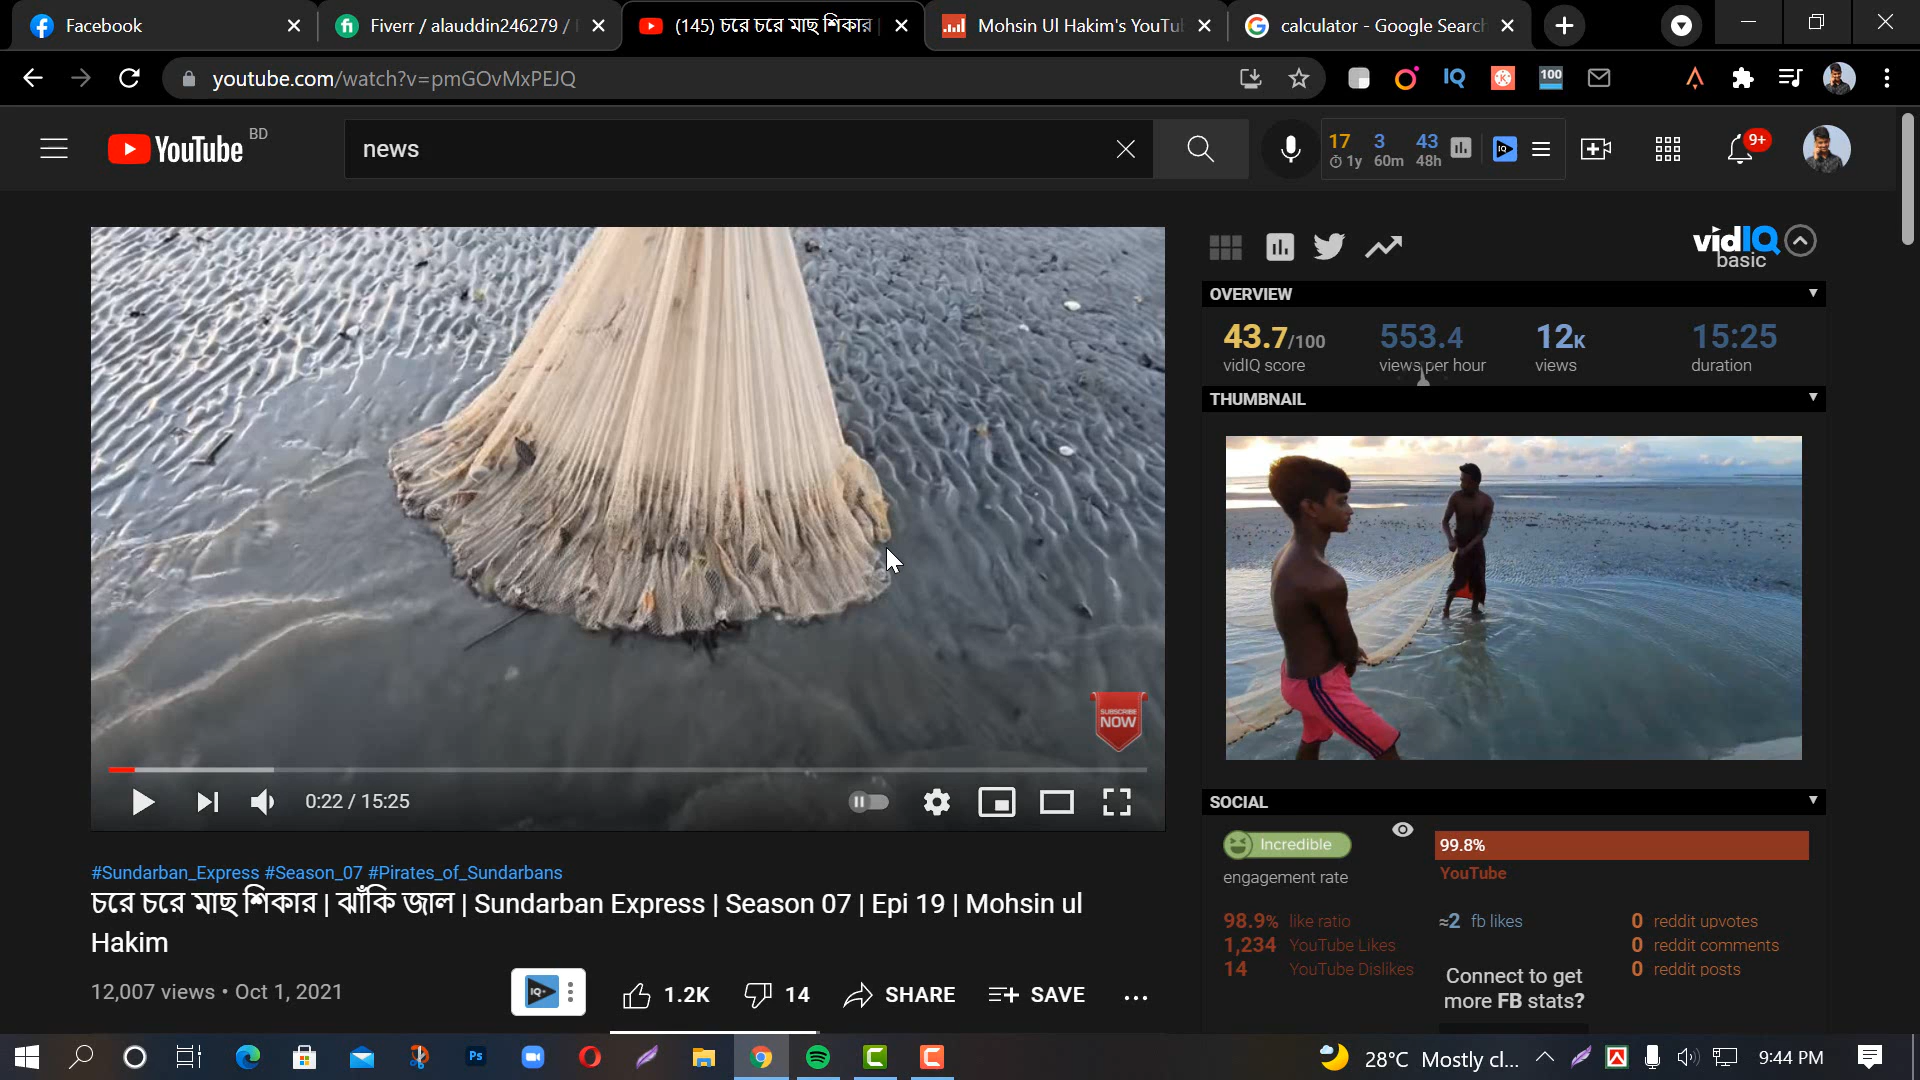 Facebook
Fiverr / alauddin246279 /
(145) চরে চরে মাছ শিকার |
Mohsin Ul Hakim's YouTu
calculator - Google Search
youtube.com/watch?v=pmGOvMxPEJQ
IQ
100
YouTube BD
news
17 3 43
1y 60m 48h
IQ
9+
vidIQ
basic
OVERVIEW
43.7/100 553.4 12K 15:25
vidIQ score views per hour views duration
THUMBNAIL
SUBSCRIBE
NOW
0:22 / 15:25
SOCIAL
Incredible
engagement rate
99.8%
YouTube
98.9% like ratio ≈2 fb likes 0 reddit upvotes
1,234 YouTube Likes 0 reddit comments
14 YouTube Dislikes 0 reddit posts
Connect to get
more FB stats?
#Sundarban_Express #Season_07 #Pirates_of_Sundarbans
চরে চরে মাছ শিকার | ঝাঁকি জাল | Sundarban Express | Season 07 | Epi 19 | Mohsin ul
Hakim
12,007 views • Oct 1, 2021
IQ
1.2K 14 SHARE SAVE
Ps
28°C Mostly cl...
9:44 PM